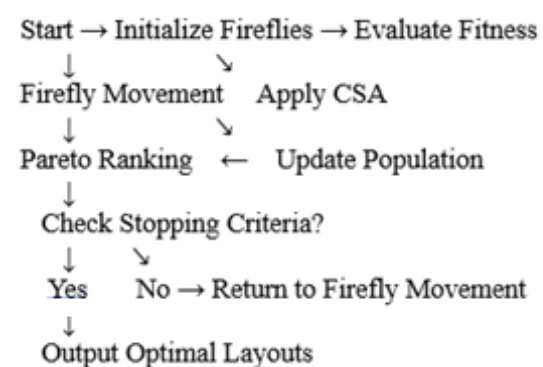 Start → Initialize Fireflies → Evaluate Fitness
↓ ↘
Firefly Movement Apply CSA
↓ ↘
Pareto Ranking ← Update Population
↓
Check Stopping Criteria?
↓ ↘
Yes No → Return to Firefly Movement
↓
Output Optimal Layouts